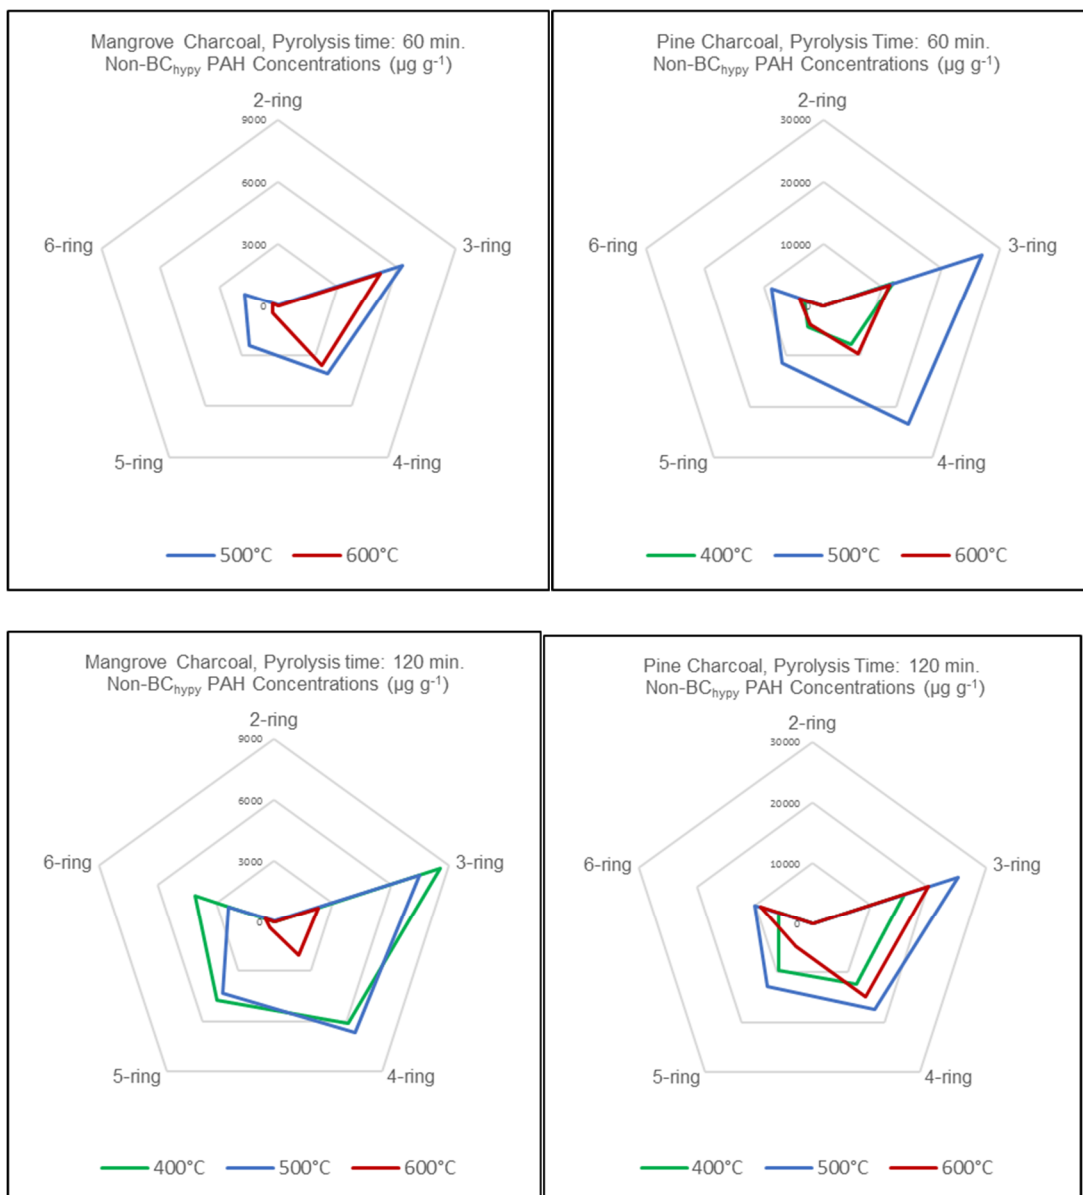 Mangrove Charcoal, Pyrolysis time: 60 min.
Non-BChypy PAH Concentrations (µg g-1)
2-ring
9000
6000
3000
0
3-ring
4-ring
5-ring
6-ring
500°C
600°C
Pine Charcoal, Pyrolysis Time: 60 min.
Non-BChypy PAH Concentrations (µg g-1)
2-ring
30000
20000
10000
0
3-ring
4-ring
5-ring
6-ring
400°C
500°C
600°C
Mangrove Charcoal, Pyrolysis time: 120 min.
Non-BChypy PAH Concentrations (µg g-1)
2-ring
9000
6000
3000
0
3-ring
4-ring
5-ring
6-ring
400°C
500°C
600°C
Pine Charcoal, Pyrolysis Time: 120 min.
Non-BChypy PAH Concentrations (µg g-1)
2-ring
30000
20000
10000
0
3-ring
4-ring
5-ring
6-ring
400°C
500°C
600°C